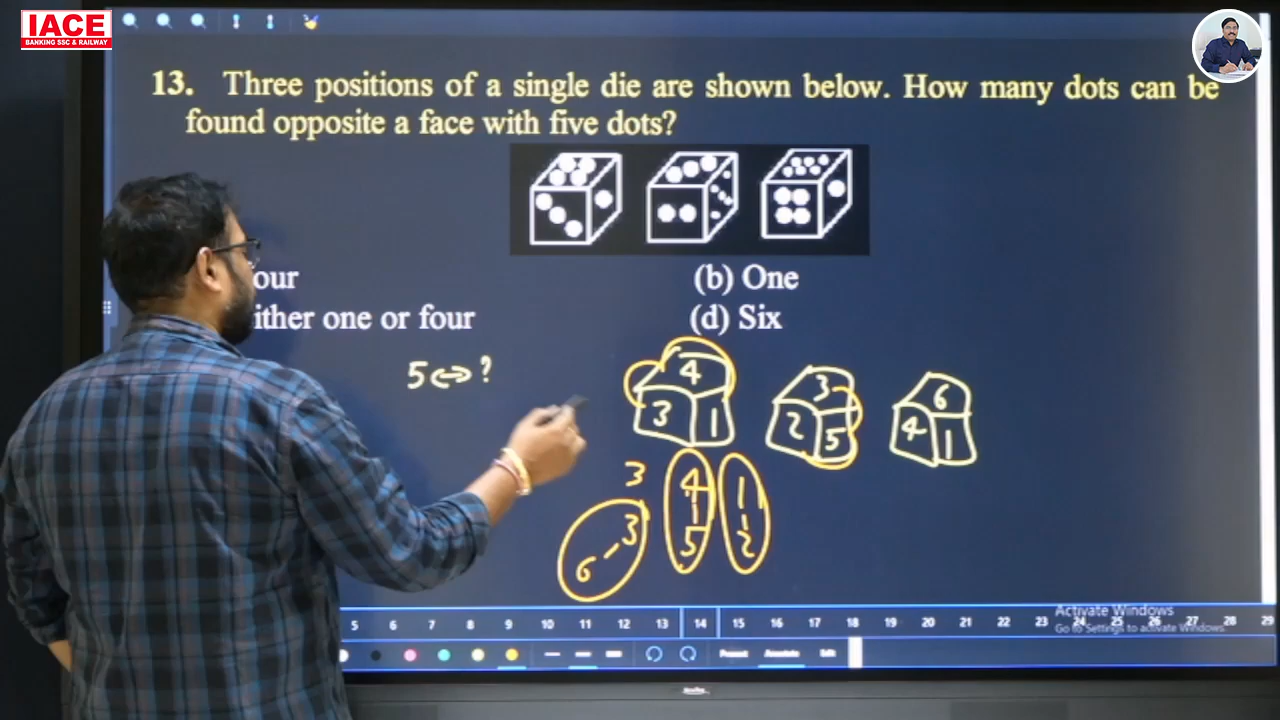 IACE
BANKING SSC & RAILWAY
13. Three positions of a single die are shown below. How many dots can be
found opposite a face with five dots?
our
(b) One
ither one or four
(d) Six
5↔?
4
3 1
3
2 5
6
4 1
3 4 1
6 – 3 5 2
5 6 7 8 9 10 11 12 13 14 15 16 17 18 19 20 21 22 23 24 25 26 27 28 29
Activate Windows
Go to Settings to activate Windows.
Present Annotate Edit